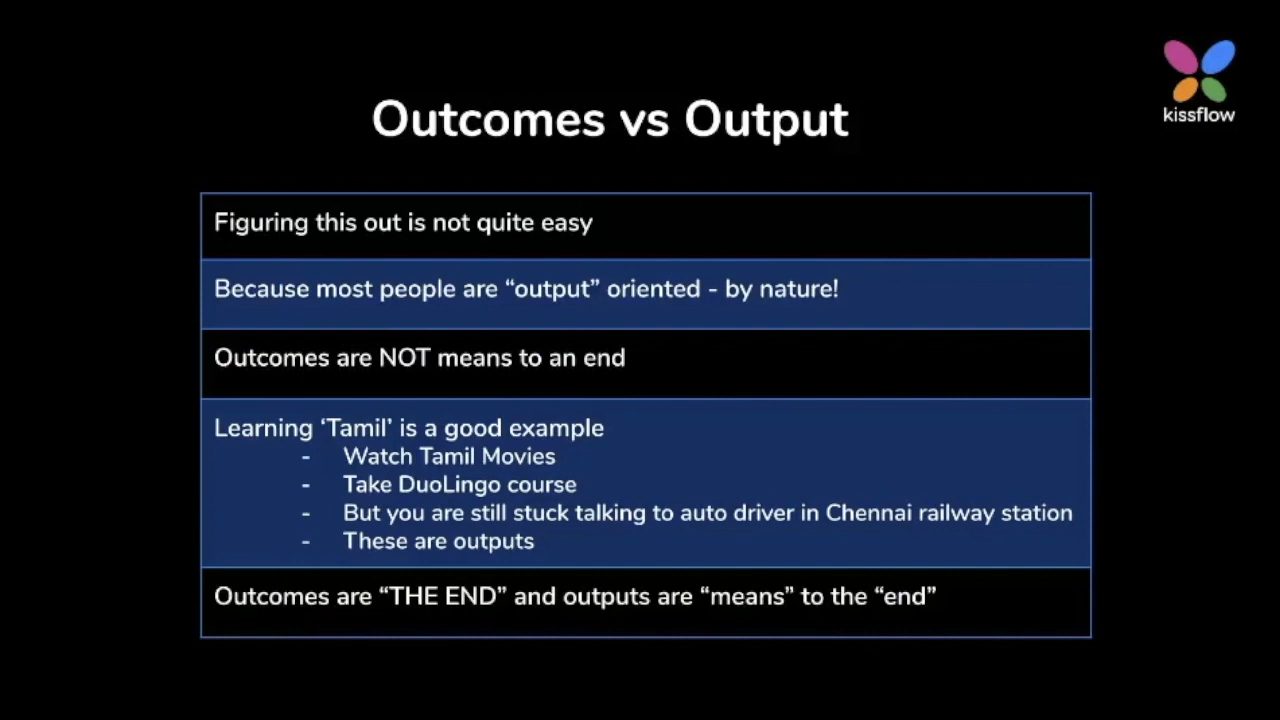 kissflow
Outcomes vs Output
Figuring this out is not quite easy
Because most people are “output” oriented - by nature!
Outcomes are NOT means to an end
Learning ‘Tamil’ is a good example
- Watch Tamil Movies
- Take DuoLingo course
- But you are still stuck talking to auto driver in Chennai railway station
- These are outputs
Outcomes are “THE END” and outputs are “means” to the “end”